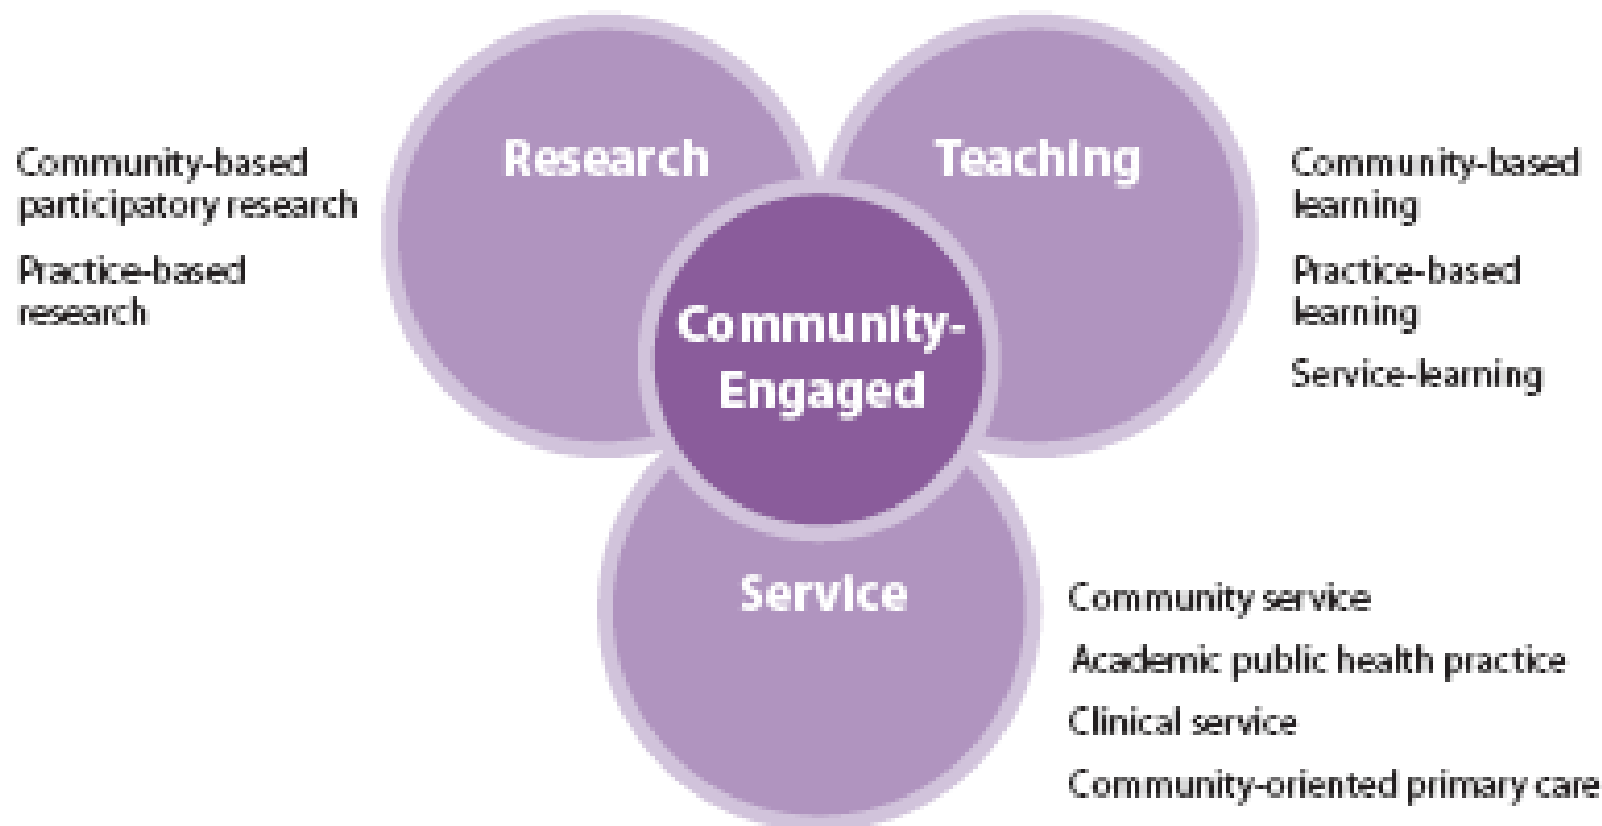 Research
Community-based
participatory research
Practice-based
research
Teaching
Community-based
learning
Practice-based
learning
Service-learning
Community-
Engaged
Service
Community service
Academic public health practice
Clinical service
Community-oriented primary care